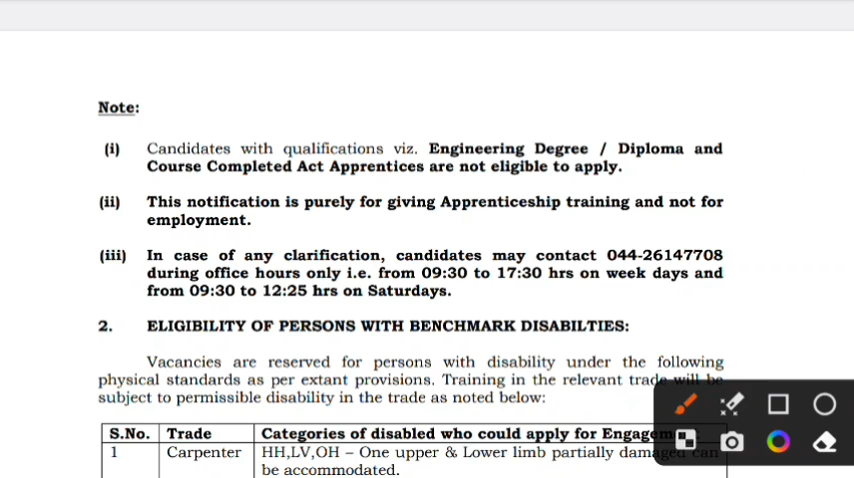 Note:
(i) Candidates with qualifications viz. Engineering Degree / Diploma and
Course Completed Act Apprentices are not eligible to apply.
(ii) This notification is purely for giving Apprenticeship training and not for
employment.
(iii) In case of any clarification, candidates may contact 044-26147708
during office hours only i.e. from 09:30 to 17:30 hrs on week days and
from 09:30 to 12:25 hrs on Saturdays.
2. ELIGIBILITY OF PERSONS WITH BENCHMARK DISABILTIES:
Vacancies are reserved for persons with disability under the following
physical standards as per extant provisions. Training in the relevant trade will be
subject to permissible disability in the trade as noted below:
S.No. Trade Categories of disabled who could apply for
1 Carpenter HH,LV,OH – One upper & Lower limb partially damaged can
be accommodated.